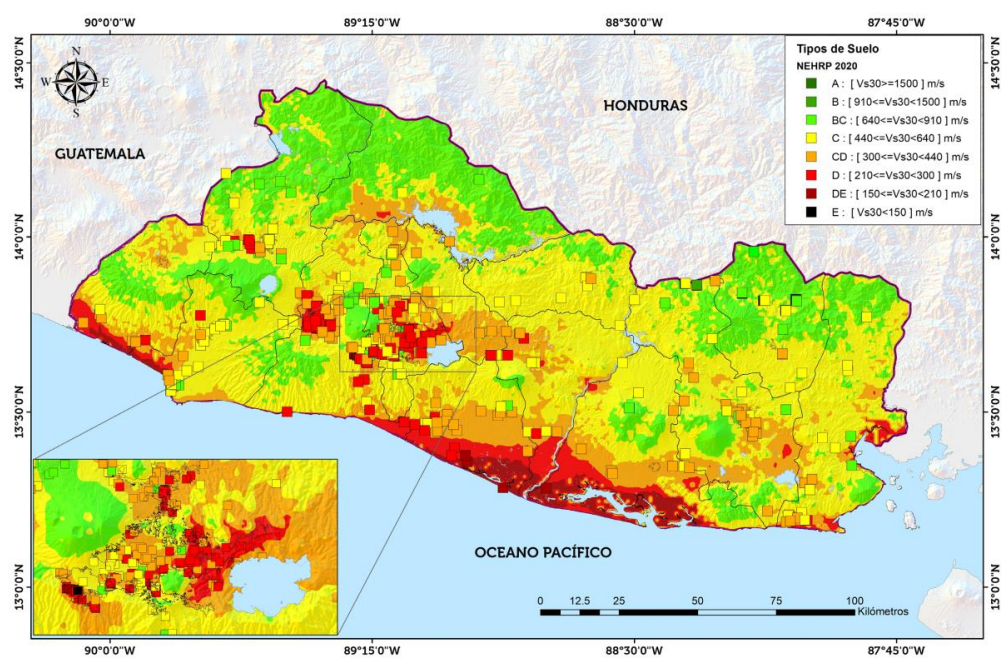 90°0'0"W
89°15'0"W
88°30'0"W
87°45'0"W
14°30'0"N
14°0'0"N
13°30'0"N
13°0'0"N
N
W
E
S
GUATEMALA
HONDURAS
Tipos de Suelo
NEHRP 2020
A : [ Vs30>=1500 ] m/s
B : [ 910<=Vs30<1500 ] m/s
BC : [ 640<=Vs30<910 ] m/s
C : [ 440<=Vs30<640 ] m/s
CD : [ 300<=Vs30<440 ] m/s
D : [ 210<=Vs30<300 ] m/s
DE : [ 150<=Vs30<210 ] m/s
E : [ Vs30<150 ] m/s
14°30'0"N
14°0'0"N
13°30'0"N
13°0'0"N
OCEANO PACÍFICO
0 12.5 25 50 75 100
Kilómetros
90°0'0"W
89°15'0"W
88°30'0"W
87°45'0"W